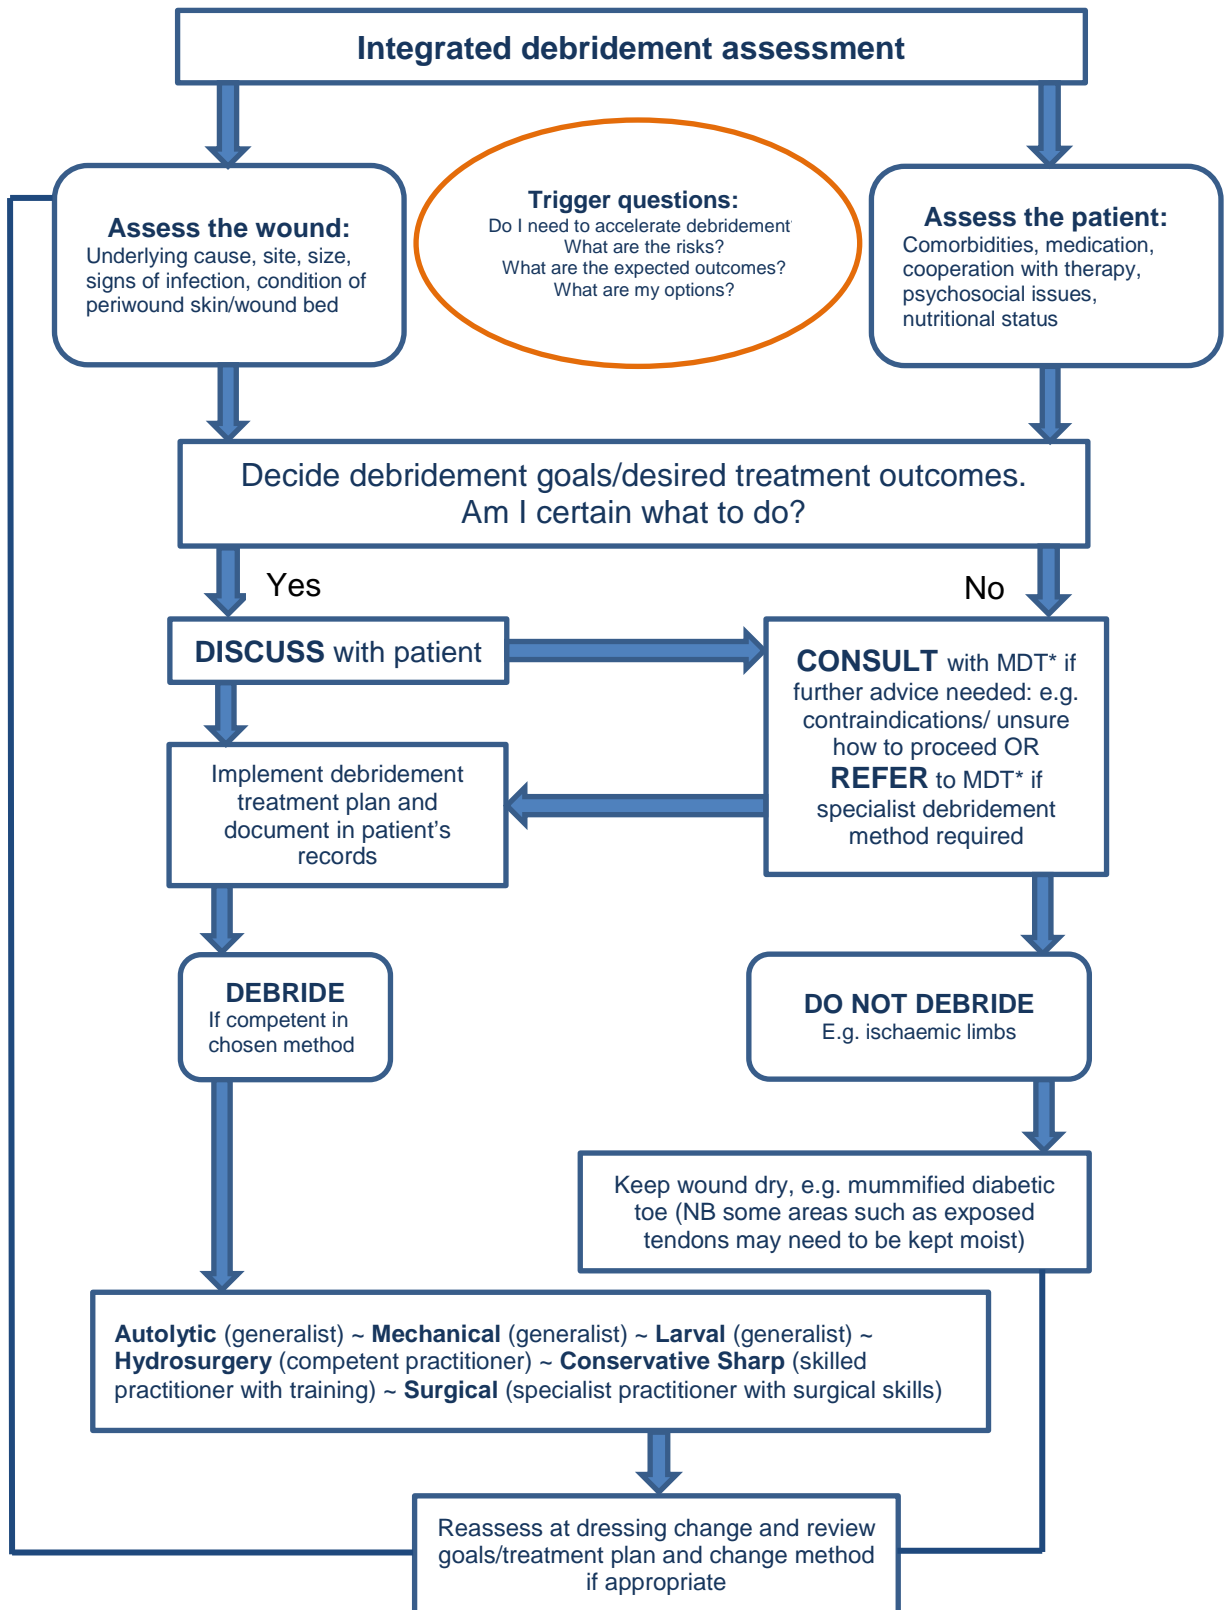 Integrated debridement assessment
Assess the wound:
Underlying cause, site, size,
signs of infection, condition of
periwound skin/wound bed
Trigger questions:
Do I need to accelerate debridement
What are the risks?
What are the expected outcomes?
What are my options?
Assess the patient:
Comorbidities, medication,
cooperation with therapy,
psychosocial issues,
nutritional status
Decide debridement goals/desired treatment outcomes.
Am I certain what to do?
Yes
No
DISCUSS with patient
CONSULT with MDT* if
further advice needed: e.g.
contraindications/ unsure
how to proceed OR
REFER to MDT* if
specialist debridement
method required
Implement debridement
treatment plan and
document in patient's
records
DEBRIDE
If competent in
chosen method
DO NOT DEBRIDE
E.g. ischaemic limbs
Keep wound dry, e.g. mummified diabetic
toe (NB some areas such as exposed
tendons may need to be kept moist)
Autolytic (generalist) ~ Mechanical (generalist) ~ Larval (generalist) ~
Hydrosurgery (competent practitioner) ~ Conservative Sharp (skilled
practitioner with training) ~ Surgical (specialist practitioner with surgical skills)
Reassess at dressing change and review
goals/treatment plan and change method
if appropriate